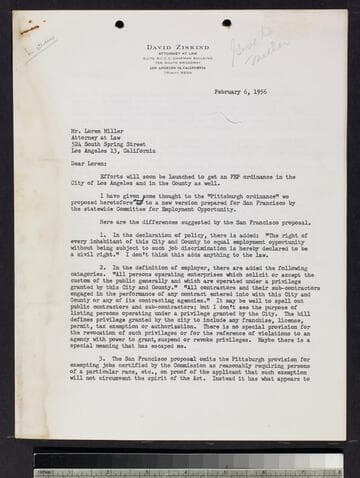 DAVID ZISKIND
ATTORNEY AT LAW
SUITE 811 C.C. CHAPMAN BUILDING
756 SOUTH BROADWAY
LOS ANGELES 14, CALIFORNIA
TRINITY
February 6, 1956
Mr. Loren Miller
Attorney at Law
524 South Spring Street
Los Angeles 13, California
Dear Loren:
Efforts will soon be launched to get an FEP ordinance in the
City of Los Angeles and in the County as well.
I have given some thought to the "Pittsburgh ordinance" we
proposed heretofore and to a new version prepared for San Francisco by
the statewide Committee for Employment Opportunity.
Here are the differences suggested by the San Francisco proposal.
1. In the declaration of policy, there is added: "The right of
every inhabitant of this City and County to equal employment opportunity
without being subject to such job discrimination is hereby declared to be
a civil right." I don't think this adds anything to the law.
2. In the definition of employer, there are added the following
categories. "All persons operating enterprises which solicit or accept the
custom of the public generally and which are operated under a privilege
granted by this City and County." "All contractors and their sub-contractors
engaged in the performance of any contract entered into with this City and
County or any of its contracting agencies." It may be well to spell out
public contractors and sub-contractors; but I don't see the purpose of
listing persons operating under a privilege granted by the City. The bill
defines privilege granted by the city to include any franchise, license,
permit, tax exemption or authorization. There is no special provision for
the revocation of such privileges or for the reference of violations to an
agency with power to grant, suspend or revoke privileges. Maybe there is a
special meaning that has escaped me.
3. The San Francisco proposal omits the Pittsburgh provision for
exempting jobs certified by the Commission as reasonably requiring persons
of a particular race, etc., on proof of the applicant that such exemption
will not circumvent the spirit of the Act. Instead it has what appears to